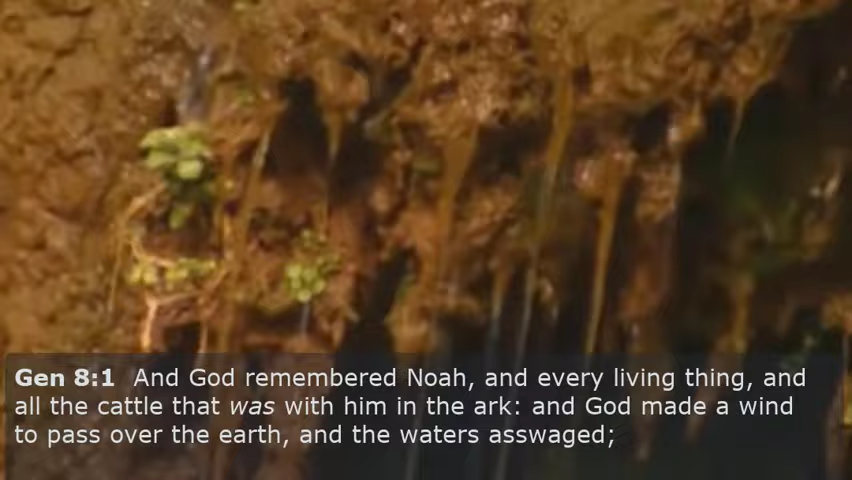 Gen 8:1 And God remembered Noah, and every living thing, and
all the cattle that was with him in the ark: and God made a wind
to pass over the earth, and the waters asswaged;